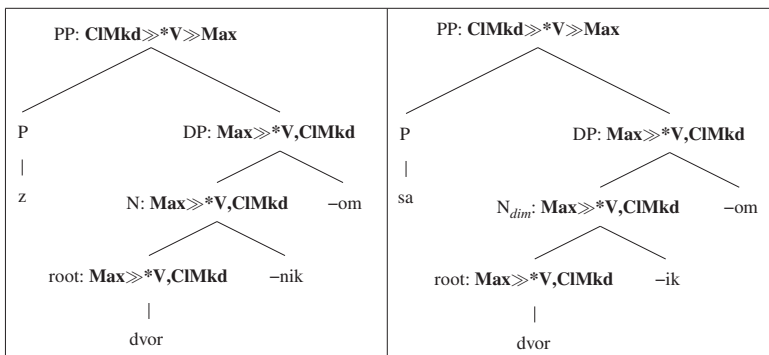 PP: ClMkd≫*V≫Max
P
DP: Max≫*V,ClMkd
|
z
N: Max≫*V,ClMkd
–om
root: Max≫*V,ClMkd
–nik
|
dvor
PP: ClMkd≫*V≫Max
P
DP: Max≫*V,ClMkd
|
sa
N_dim: Max≫*V,ClMkd
–om
root: Max≫*V,ClMkd
–ik
|
dvor